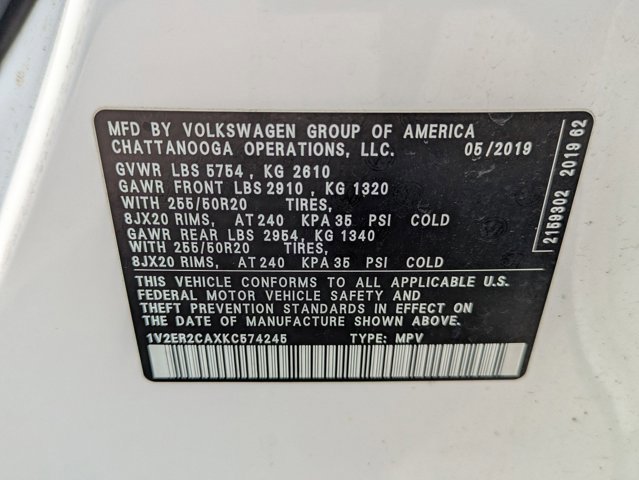 MFD BY VOLKSWAGEN GROUP OF AMERICA
CHATTANOOGA OPERATIONS, LLC. 05/2019
GVWR LBS 5754 , KG 2610
GAWR FRONT LBS 2910 , KG 1320
WITH 255/50R20 TIRES,
8JX20 RIMS, AT 240 KPA 35 PSI COLD
GAWR REAR LBS 2954, KG 1340
WITH 255/50R20 TIRES,
8JX20 RIMS, AT 240 KPA 35 PSI COLD
THIS VEHICLE CONFORMS TO ALL APPLICABLE U.S.
FEDERAL MOTOR VEHICLE SAFETY AND
THEFT PREVENTION STANDARDS IN EFFECT ON
THE DATE OF MANUFACTURE SHOWN ABOVE.
1V2ER2CAXKC574245 TYPE: MPV
2159302 2019 62